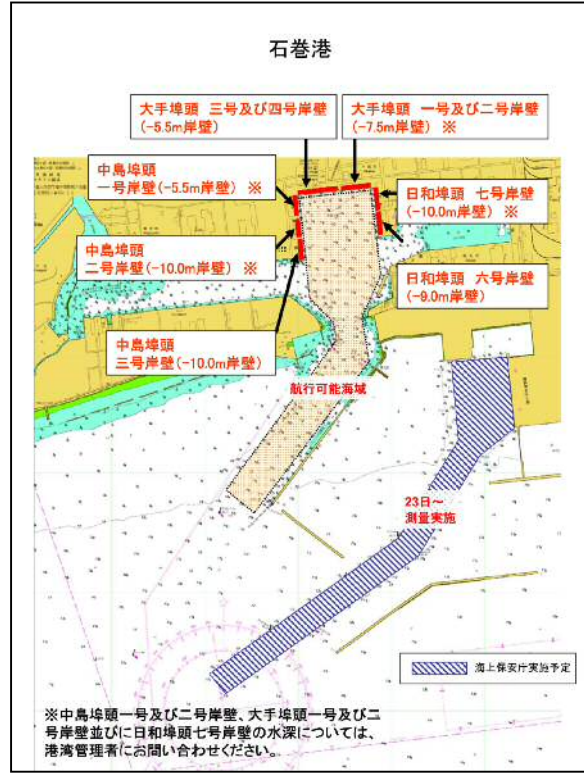 石巻港
大手埠頭 三号及び四号岸壁
(-5.5m岸壁)
大手埠頭 一号及び二号岸壁
(-7.5m岸壁) ※
中島埠頭
一号岸壁(-5.5m岸壁) ※
日和埠頭 七号岸壁
(-10.0m岸壁) ※
中島埠頭
二号岸壁(-10.0m岸壁) ※
日和埠頭 六号岸壁
(-9.0m岸壁)
中島埠頭
三号岸壁(-10.0m岸壁)
航行可能海域
23日~
測量実施
海上保安庁実施予定
※中島埠頭一号及び二号岸壁、大手埠頭一号及び二
号岸壁並びに日和埠頭七号岸壁の水深については、
港湾管理者にお問い合わせください。